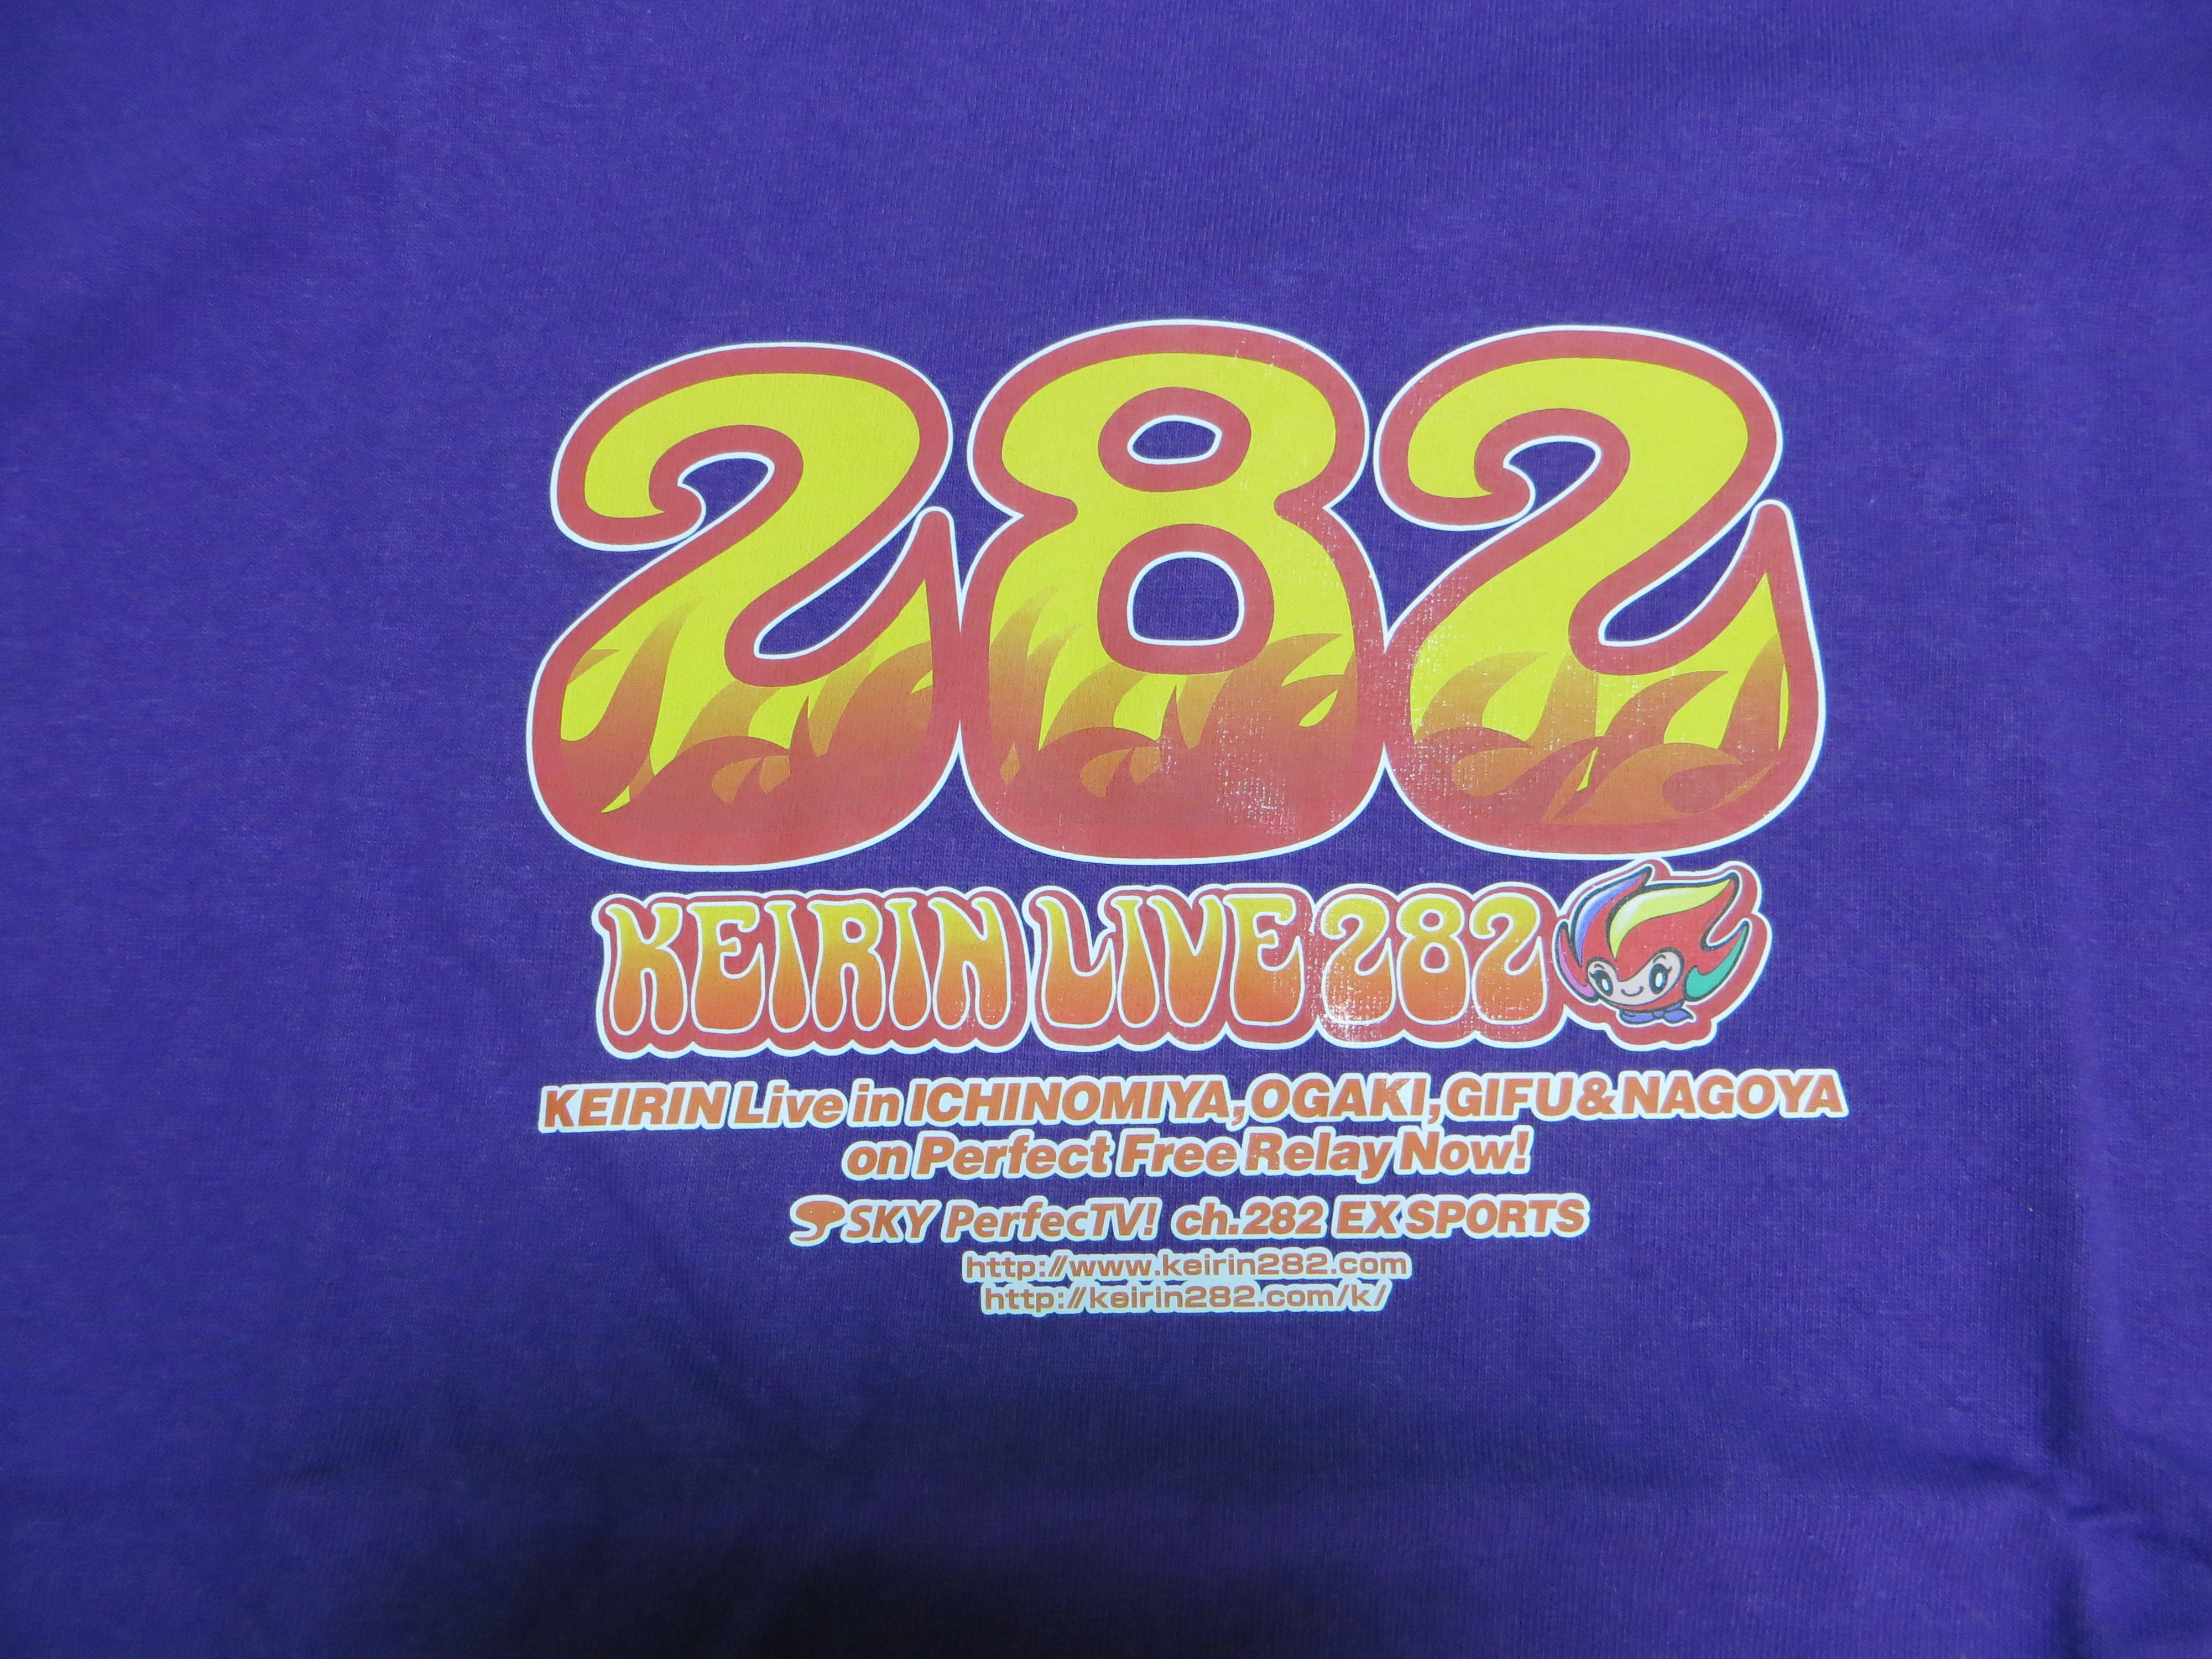 282
KEIRIN LIVE 282
KEIRIN Live in ICHINOMIYA,OGAKI,GIFU&NAGOYA
on Perfect Free Relay Now!
SKY PerfecTV! ch.282 EX SPORTS
http://www.keirin282.com
http://keirin282.com/k/